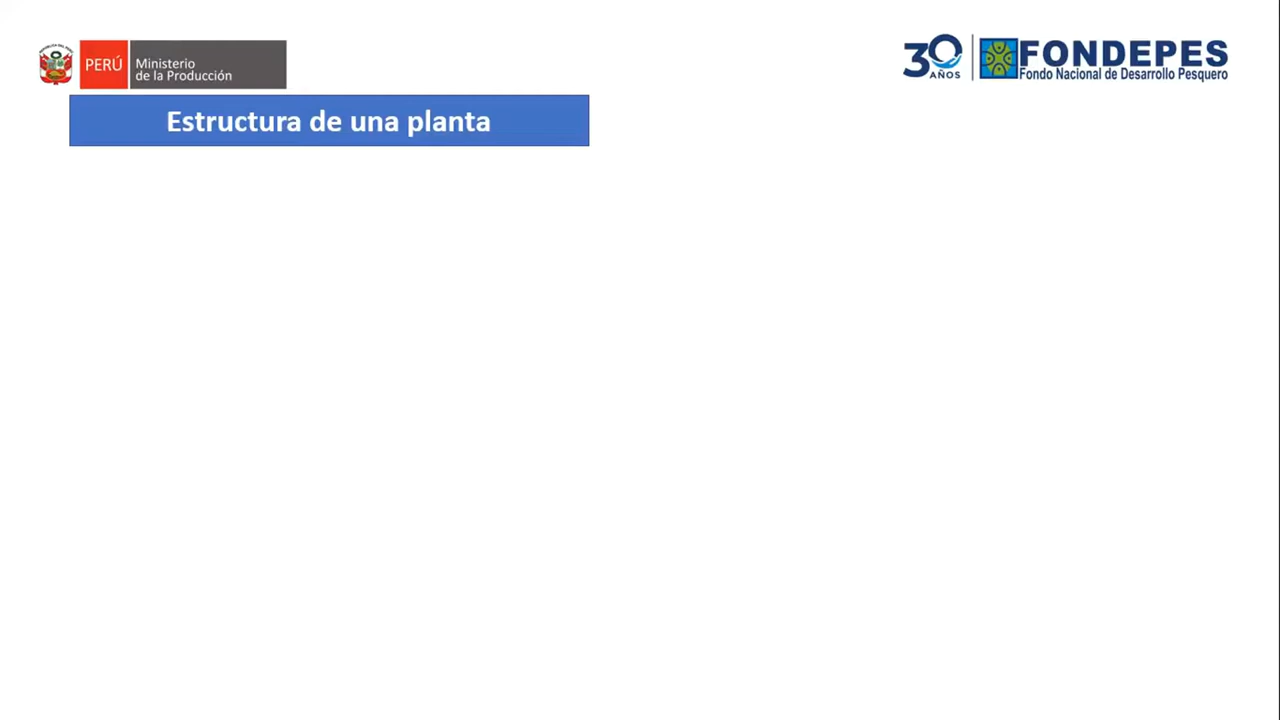 PERÚ
Ministerio
de la Producción
30
AÑOS
FONDEPES
Fondo Nacional de Desarrollo Pesquero
Estructura de una planta